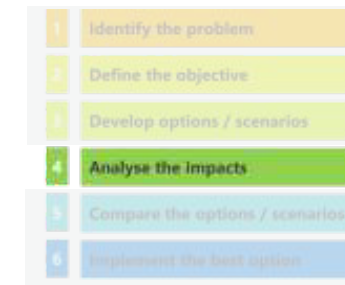 1 Identify the problem
2 Define the objective
3 Develop options / scenarios
4 Analyse the impacts
5 Compare the options / scenarios
6 Implement the best option